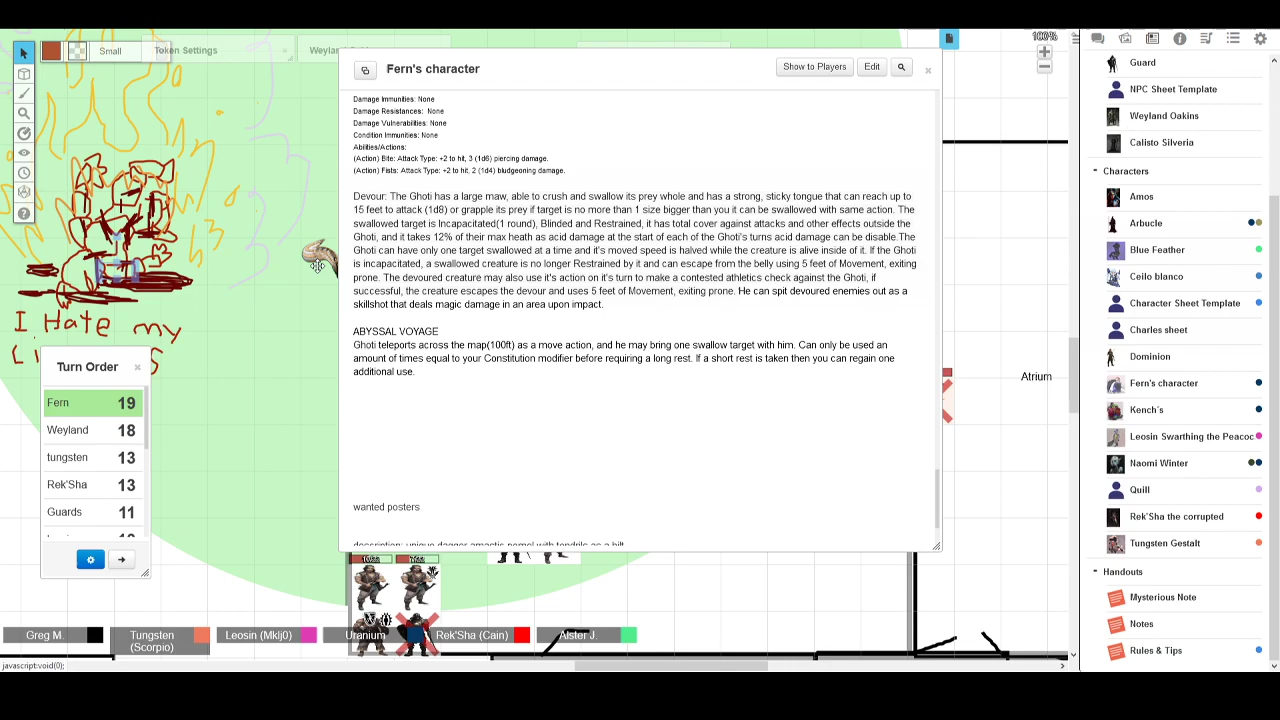 Small
Token Settings
Weyland
100%
Fern's character
Show to Players
Edit
Damage Immunities: None
Damage Resistances: None
Damage Vulnerabilities: None
Condition Immunities: None
Abilities/Actions:
(Action) Bite: Attack Type: +2 to hit, 3 (1d6) piercing damage.
(Action) Fists: Attack Type: +2 to hit, 2 (1d4) bludgeoning damage.
Devour: The Ghoti has a large maw, able to crush and swallow its prey whole and has a strong, sticky tongue that can reach up to
15 feet to attack (1d8) or grapple its prey if target is no more than 1 size bigger than you it can be swallowed with same action. The
swallowed target is Incapacitated(1 round), Blinded and Restrained, it has total cover against attacks and other effects outside the
Ghoti, and it takes 12% of their max heath as acid damage at the start of each of the Ghoti's turns acid damage can be disable.The
Ghoti can have only one target swallowed at a time and it's moved speed in halved while the creature is alive inside of it. If the Ghoti
is incapacitated, a swallowed creature is no longer Restrained by it and can escape from the belly using 5 feet of Movement, exiting
prone. The devoured creature may also use it's action on it's turn to make a contested athletics check against the Ghoti, if
successful, the creature escapes the devour and uses 5 feet of Movement, exiting prone. He can spit devoured enemies out as a
skillshot that deals magic damage in an area upon impact.
ABYSSAL VOYAGE
Ghoti teleports across the map(100ft) as a move action, and he may bring one swallow target with him. Can only be used an
amount of times equal to your Constitution modifier before requiring a long rest. If a short rest is taken then you can regain one
additional use.
wanted posters
description: unique dagger amastic pomel with tendrils as a hilt
I Hate my
Turn Order
Fern 19
Weyland 18
tungsten 13
Rek'Sha 13
Guards 11
Atrium
Greg M.
Tungsten
(Scorpio)
Leosin (Mklj0)
Uranium
Rek'Sha (Cain)
Alster J.
javascript:void(0);
Guard
NPC Sheet Template
Weyland Oakins
Calisto Silveria
Characters
Amos
Arbucle
Blue Feather
Ceilo blanco
Character Sheet Template
Charles sheet
Dominion
Fern's character
Kench's
Leosin Swarthing the Peacoc
Naomi Winter
Quill
Rek'Sha the corrupted
Tungsten Gestalt
Handouts
Mysterious Note
Notes
Rules & Tips